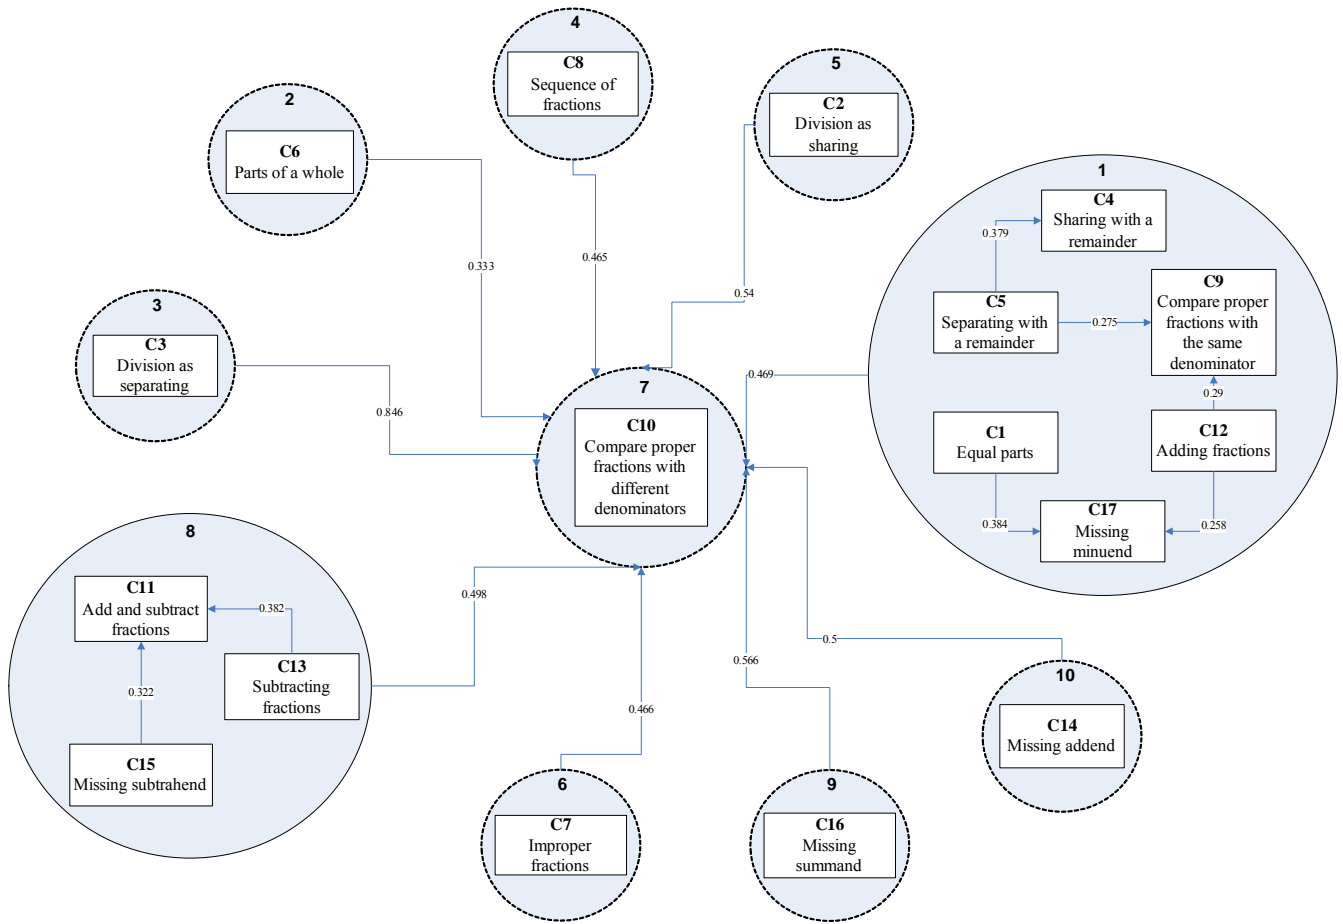 4
C8
Sequence of
fractions
5
C2
Division as
sharing
2
C6
Parts of a whole
1
C4
Sharing with a
remainder
0.379
C5
Separating with
a remainder
0.275
C9
Compare proper
fractions with
the same
denominator
0.29
C1
Equal parts
C12
Adding fractions
0.384
C17
Missing
minuend
0.258
0.333
0.465
0.54
3
C3
Division as
separating
0.846
0.469
7
C10
Compare proper
fractions with
different
denominators
8
C11
Add and subtract
fractions
0.382
C13
Subtracting
fractions
0.322
C15
Missing subtrahend
0.498
0.466
0.566
0.5
6
C7
Improper
fractions
9
C16
Missing
summand
10
C14
Missing addend